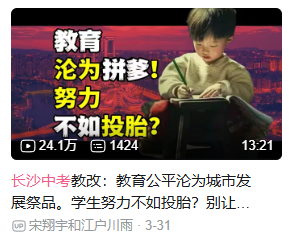 教育
沦为拼爹!
努力
不如投胎?
24.1万 1424 13:21
长沙中考教改：教育公平沦为城市发
展祭品。学生努力不如投胎？别让...
UP 宋翔宇和江户川雨 · 3-31